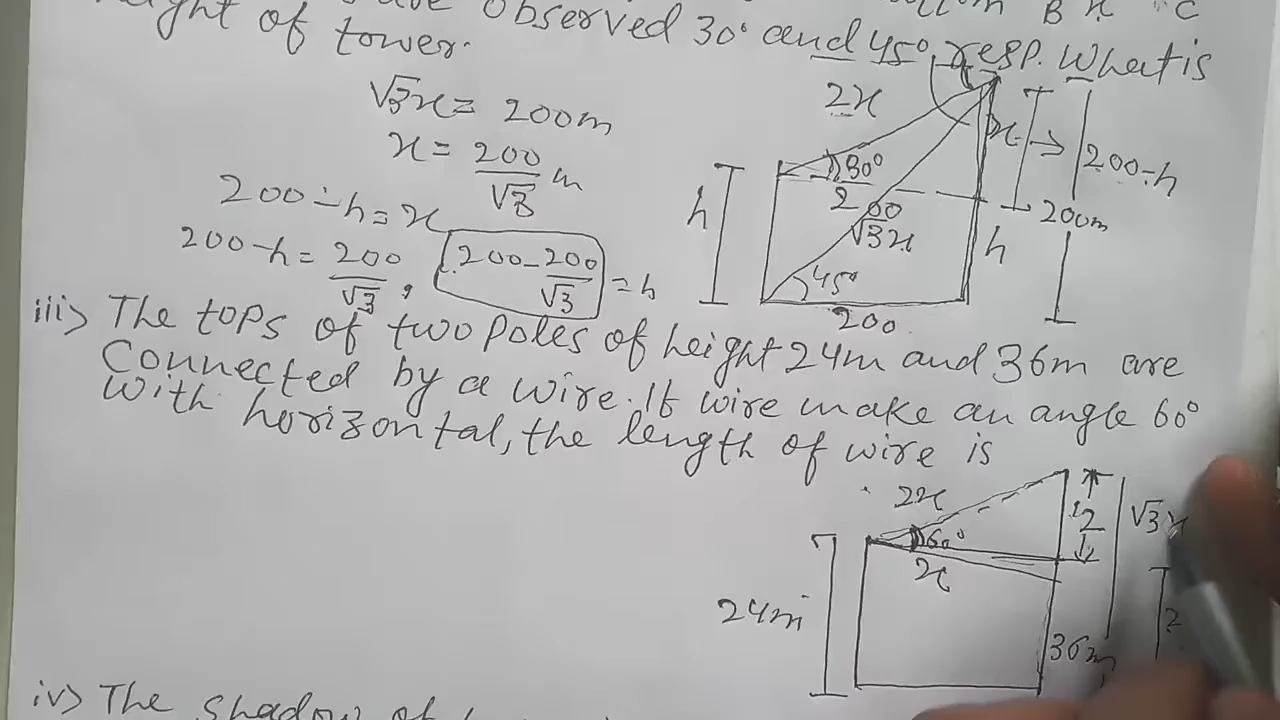 B x C
height of tower. observed 30° and 45° resp. What is
√3x = 200m
x = 200/√3 m
200-h = x
200-h = 200/√3, 200-200/√3 = h
2x
30°
200
√3x
45°
200
h
x → 200-h
200m
h
iii) The tops of two poles of height 24m and 36m are
connected by a wire. If wire make an angle 60°
with horizontal, the length of wire is
2x
60°
x
12
√3x
24m
36m
iv) The shadow of